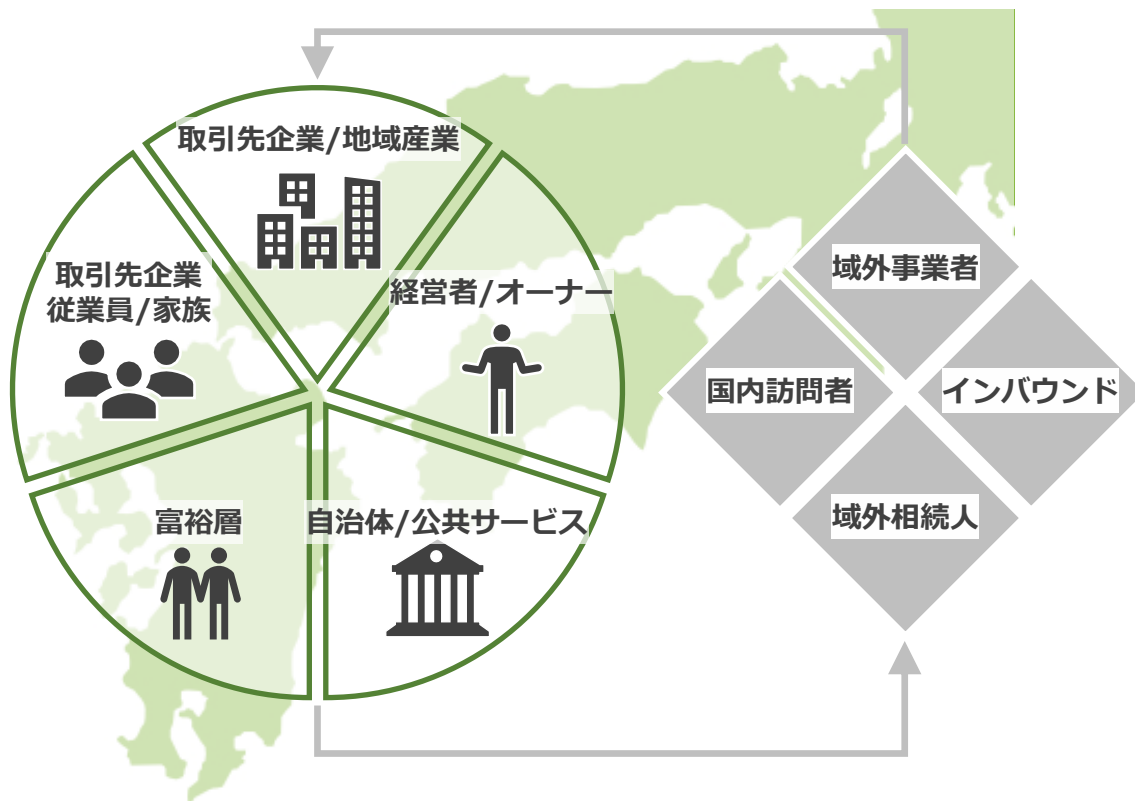 取引先企業/地域産業
取引先企業
従業員/家族
経営者/オーナー
富裕層
自治体/公共サービス
域外事業者
国内訪問者
インバウンド
域外相続人